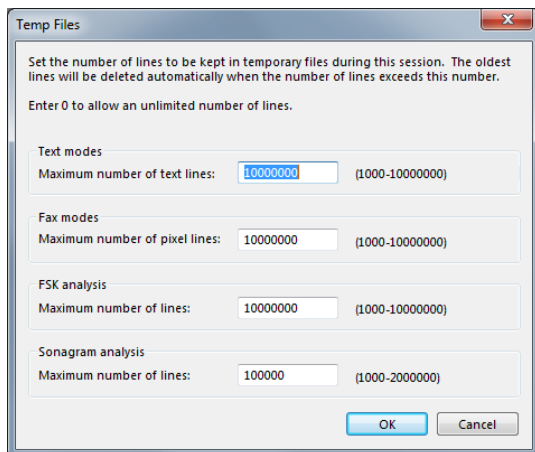 Temp Files
Set the number of lines to be kept in temporary files during this session. The oldest
lines will be deleted automatically when the number of lines exceeds this number.
Enter 0 to allow an unlimited number of lines.
Text modes
Maximum number of text lines: 10000000 (1000-10000000)
Fax modes
Maximum number of pixel lines: 10000000 (1000-10000000)
FSK analysis
Maximum number of lines: 10000000 (1000-10000000)
Sonagram analysis
Maximum number of lines: 100000 (1000-2000000)
OK Cancel